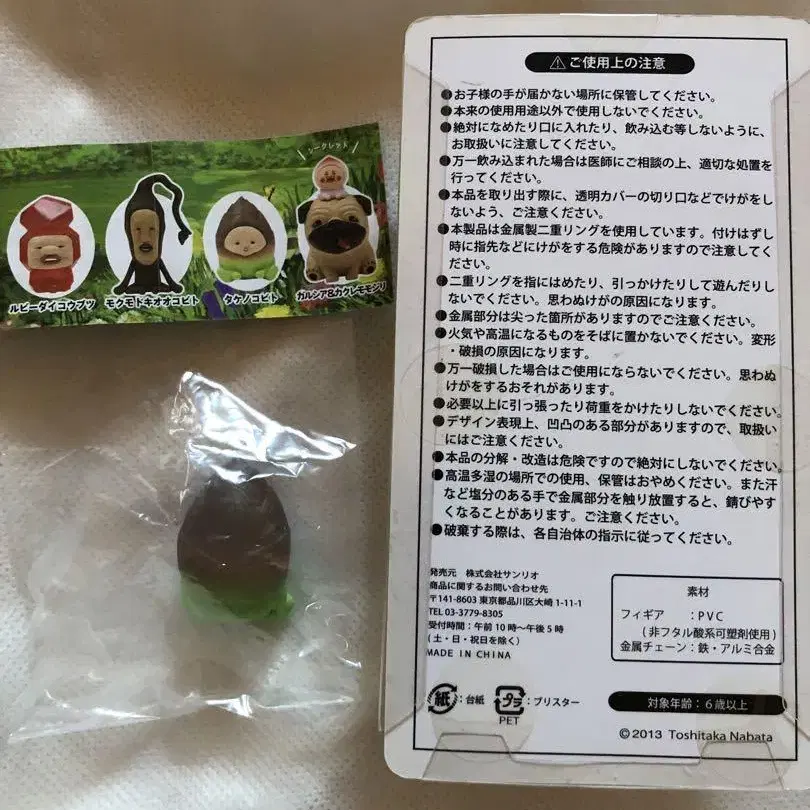 シークレット
ルビーダイコウブツ
モクモドキオオコビト
タケノコビト
ガルシア&カクレモモジリ
ご使用上の注意
●お子様の手が届かない場所に保管してください。
●本来の使用用途以外で使用しないでください。
●絶対になめたり口に入れたり、飲み込む等しないように、
お取扱いに注意してください。
●万一飲み込まれた場合は医師にご相談の上、適切な処置を
行ってください。
●本品を取り出す際に、透明カバーの切り口などでけがをし
ないよう、ご注意ください。
●本製品は金属製二重リングを使用しています。付けはずし
時に指先などにけがをする危険がありますので注意してく
ださい。
●二重リングを指にはめたり、引っかけたりして遊んだりし
ないでください。思わぬけがの原因になります。
●金属部分は尖った箇所がありますのでご注意ください。
●火気や高温になるものをそばに置かないでください。変形
・破損の原因になります。
●万一破損した場合はご使用にならないでください。思わぬ
けがをするおそれがあります。
●必要以上に引っ張ったり荷重をかけたりしないでください。
●デザイン表現上、凹凸のある部分がありますので、取扱い
にはご注意ください。
●本品の分解・改造は危険ですので絶対にしないでください。
●高温多湿の場所での使用、保管はおやめください。また汗
など塩分のある手で金属部分を触り放置すると、錆びやす
くなることがあります。ご注意ください。
●破棄する際は、各自治体の指示に従ってください。
発売元 株式会社サンリオ
商品に関するお問い合わせ先
〒141-8603 東京都品川区大崎 1-11-1
TEL 03-3779-8305
受付時間:午前10時~午後5時
(土・日・祝日を除く)
MADE IN CHINA
素材
フィギア :PVC
(非フタル酸系可塑剤使用)
金属チェーン:鉄・アルミ合金
紙:台紙 プラ:ブリスター
PET
対象年齢:6歳以上
©2013 Toshitaka Nabata